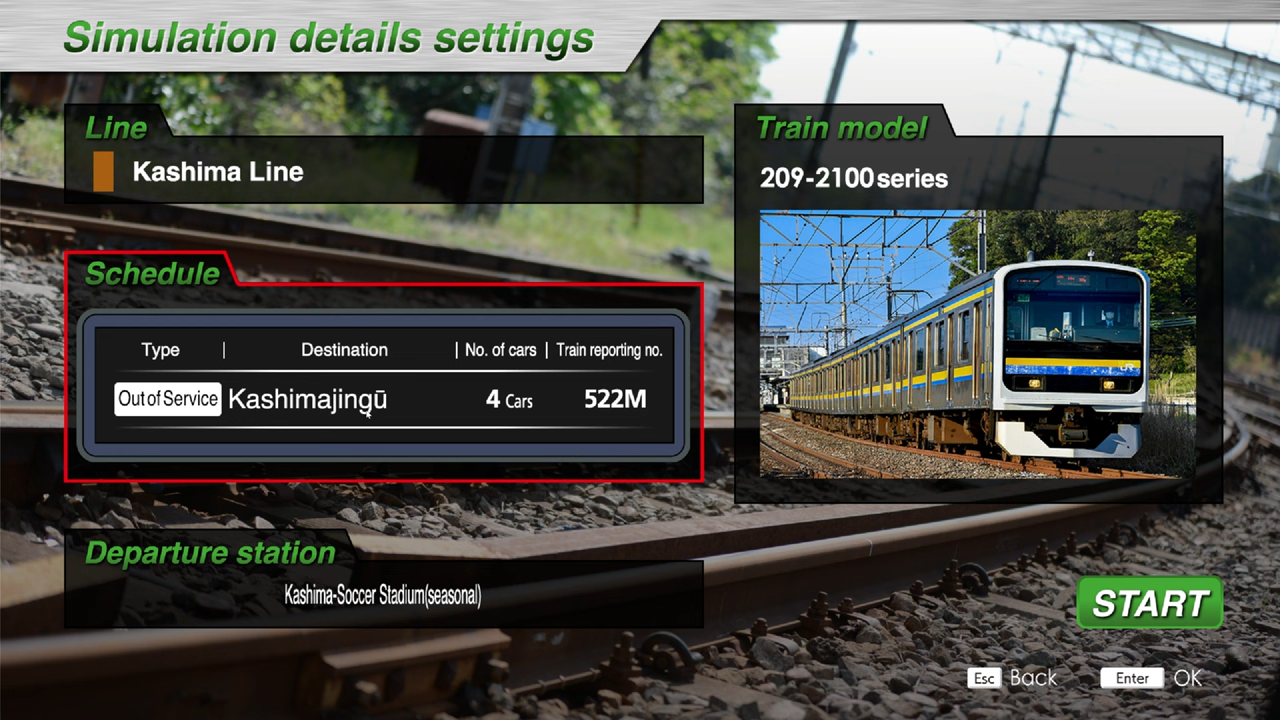 Simulation details settings
Line
Kashima Line
Schedule
Type | Destination | No. of cars | Train reporting no.
Out of Service Kashimajingū 4 Cars 522M
Departure station
Kashima-Soccer Stadium(seasonal)
Train model
209-2100 series
START
Esc Back Enter OK